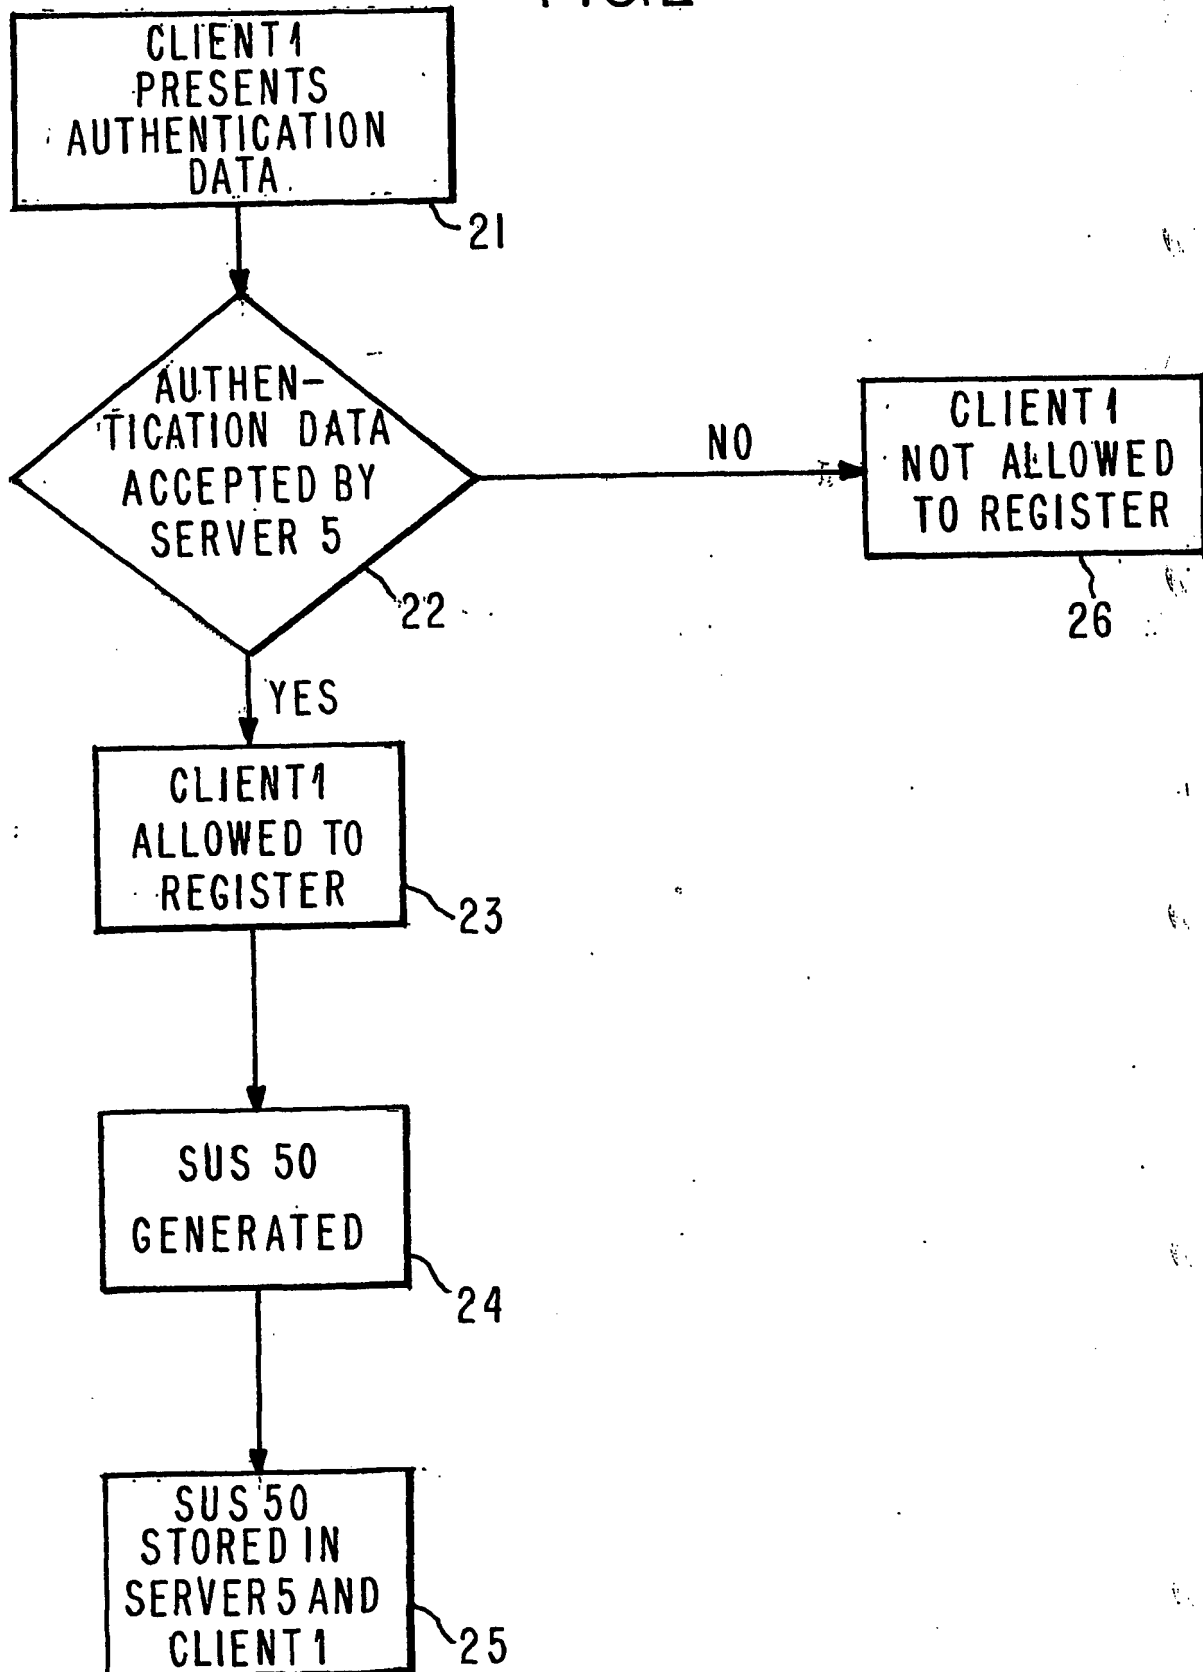 CLIENT 1
PRESENTS
AUTHENTICATION
DATA
21
AUTHEN-
TICATION DATA
ACCEPTED BY
SERVER 5
22
NO
CLIENT 1
NOT ALLOWED
TO REGISTER
26
YES
CLIENT 1
ALLOWED TO
REGISTER
23
SUS 50
GENERATED
24
SUS 50
STORED IN
SERVER 5 AND
CLIENT 1
25